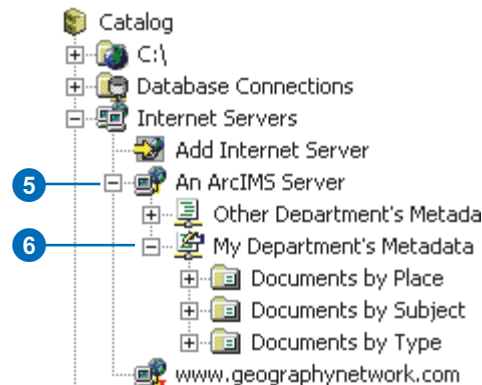 Catalog
C:\
Database Connections
Internet Servers
Add Internet Server
5 An ArcIMS Server
Other Department's Metada
6 My Department's Metadata
Documents by Place
Documents by Subject
Documents by Type
www.geographynetwork.com